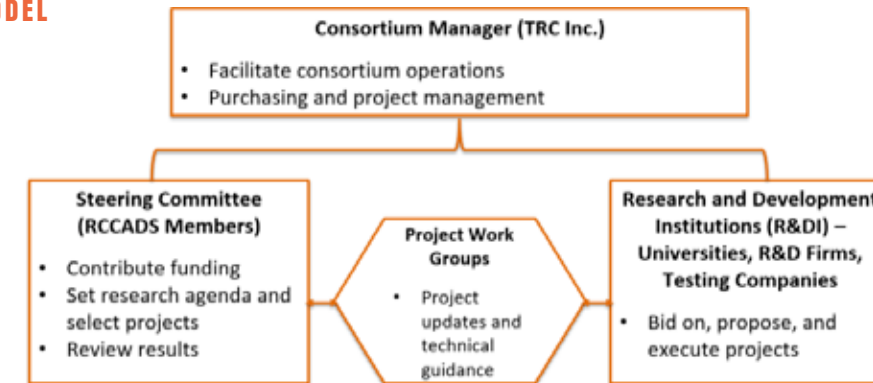 Consortium Manager (TRC Inc.)
• Facilitate consortium operations
• Purchasing and project management
Steering Committee
(RCCADS Members)
• Contribute funding
• Set research agenda and
select projects
• Review results
Project Work
Groups
• Project
updates and
technical
guidance
Research and Development
Institutions (R&DI) –
Universities, R&D Firms,
Testing Companies
• Bid on, propose, and
execute projects